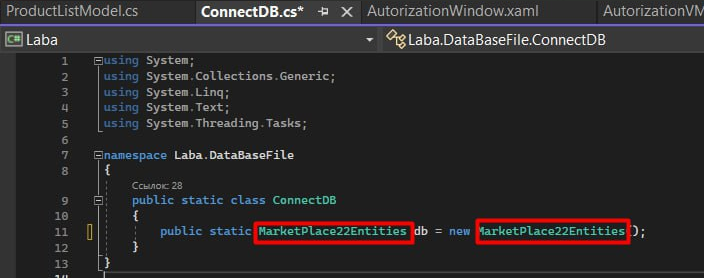 ProductListModel.cs ConnectDB.cs* AutorizationWindow.xaml AutorizationVM
C# Laba Laba.DataBaseFile.ConnectDB
1 using System;
2 using System.Collections.Generic;
3 using System.Linq;
4 using System.Text;
5 using System.Threading.Tasks;
6
7 namespace Laba.DataBaseFile
8 {
Ссылок: 28
9 public static class ConnectDB
10 {
11 public static MarketPlace22Entities db = new MarketPlace22Entities();
12 }
13 }
14